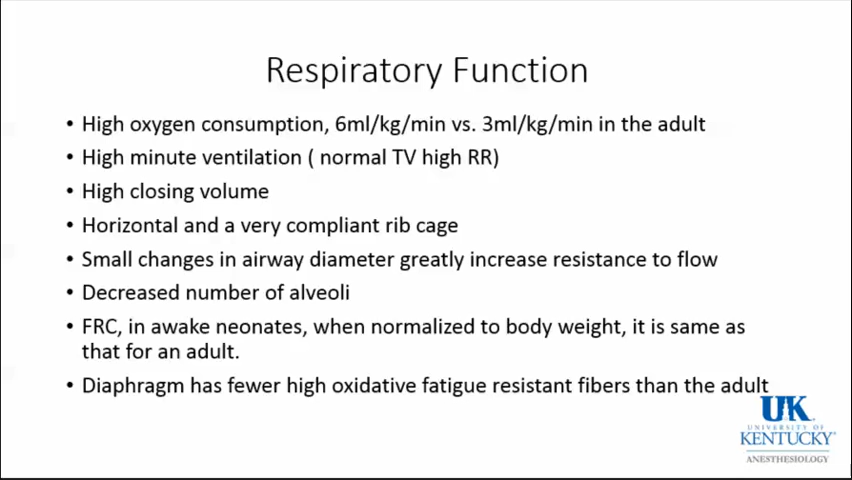 Respiratory Function
• High oxygen consumption, 6ml/kg/min vs. 3ml/kg/min in the adult
• High minute ventilation ( normal TV high RR)
• High closing volume
• Horizontal and a very compliant rib cage
• Small changes in airway diameter greatly increase resistance to flow
• Decreased number of alveoli
• FRC, in awake neonates, when normalized to body weight, it is same as
that for an adult.
• Diaphragm has fewer high oxidative fatigue resistant fibers than the adult
UK
UNIVERSITY OF
KENTUCKY
ANESTHESIOLOGY